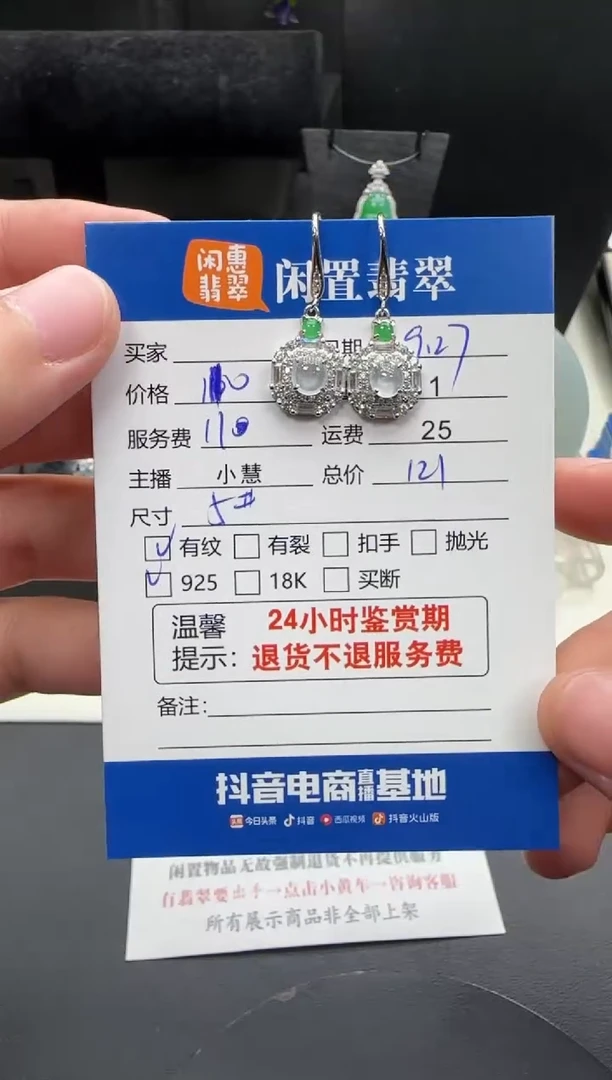 闲惠翡翠 闲置翡翠
买家 日期 9.27
价格 1
服务费 110 运费 25
主播 小慧 总价 121
尺寸 5#
有纹 有裂 扣手 抛光
925 18K 买断
温馨 24小时鉴赏期
提示: 退货不退服务费
备注:
抖音电商直播基地
头条 今日头条 抖音 西瓜视频 抖音火山版
闲置物品无故强制退货不再提供服务
有翡翠要出手一点击小黄车一咨询客服
所有展示商品非全部上架